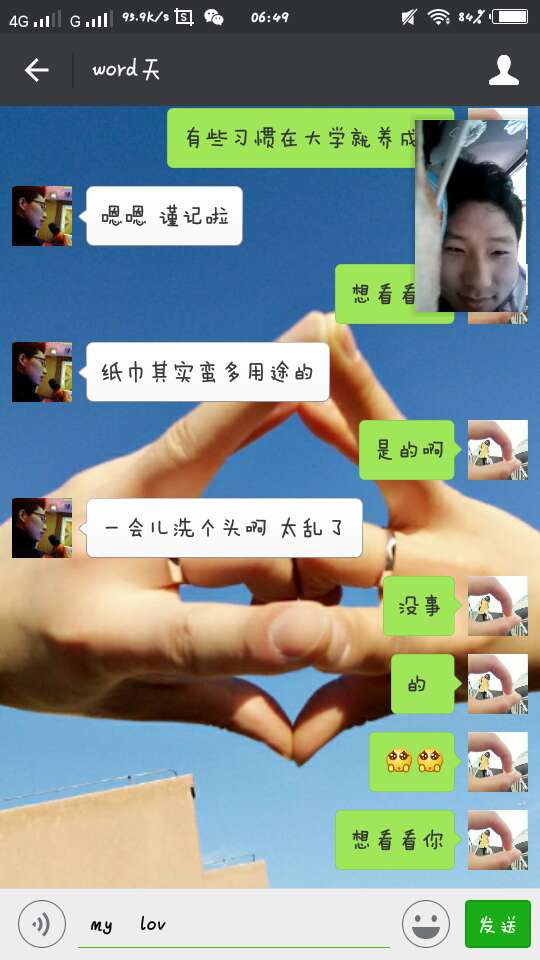 4G G 93.9K/s 06:49 84%
word天
有些习惯在大学就养成
嗯嗯 谨记啦
想看看
纸巾其实蛮多用途的
是的啊
一会儿洗个头啊 太乱了
没事
的
想看看你
my lov
发送